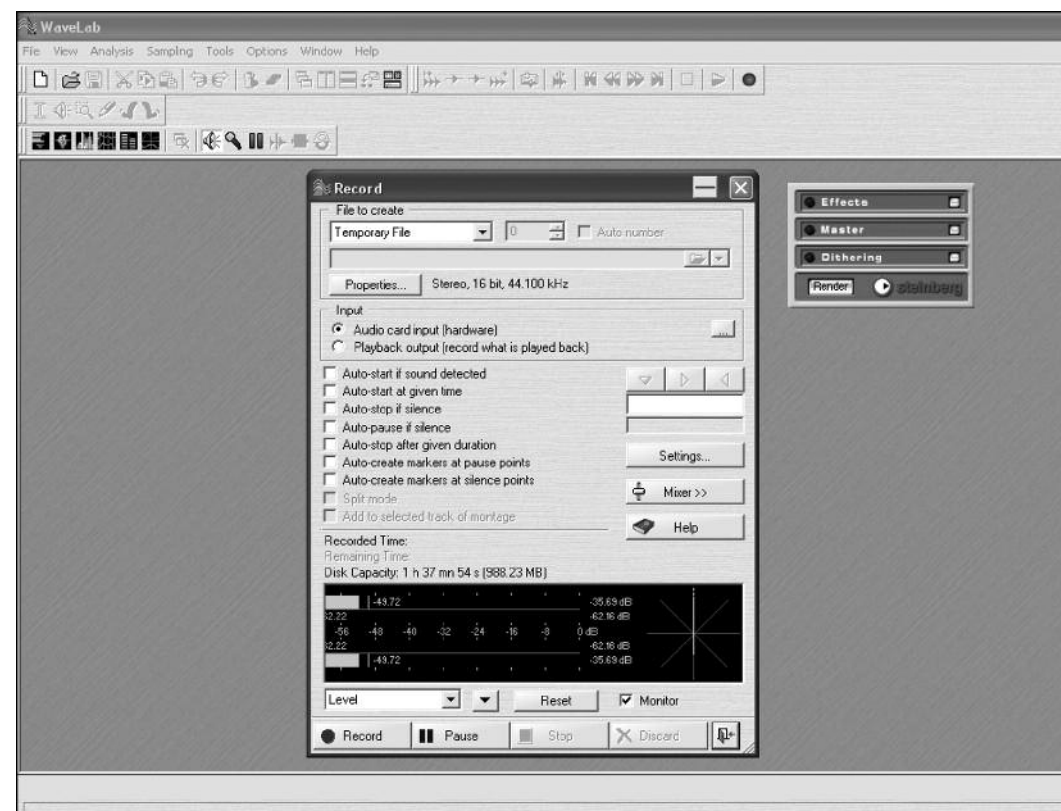 WaveLab
File View Analysis Sampling Tools Options Window Help
Record
File to create
Temporary File 0 Auto number
Properties... Stereo, 16 bit, 44.100 kHz
Input
Audio card input (hardware)
...
Playback output (record what is played back)
Auto-start if sound detected
Auto-start at given time
Auto-stop if silence
Auto-pause if silence
Auto-stop after given duration
Auto-create markers at pause points
Auto-create markers at silence points
Split mode
Add to selected track of montage
Settings...
Mixer >>
Help
Recorded Time:
Remaining Time:
Disk Capacity: 1 h 37 mn 54 s (988.23 MB)
-49.72 -35.69 dB
62.22 -62.16 dB
-56 -48 -40 -32 -24 -16 -8 0 dB
62.22 -62.16 dB
-49.72 -35.69 dB
Level Reset Monitor
Record Pause Stop Discard
Effects
Master
Dithering
Render steinberg